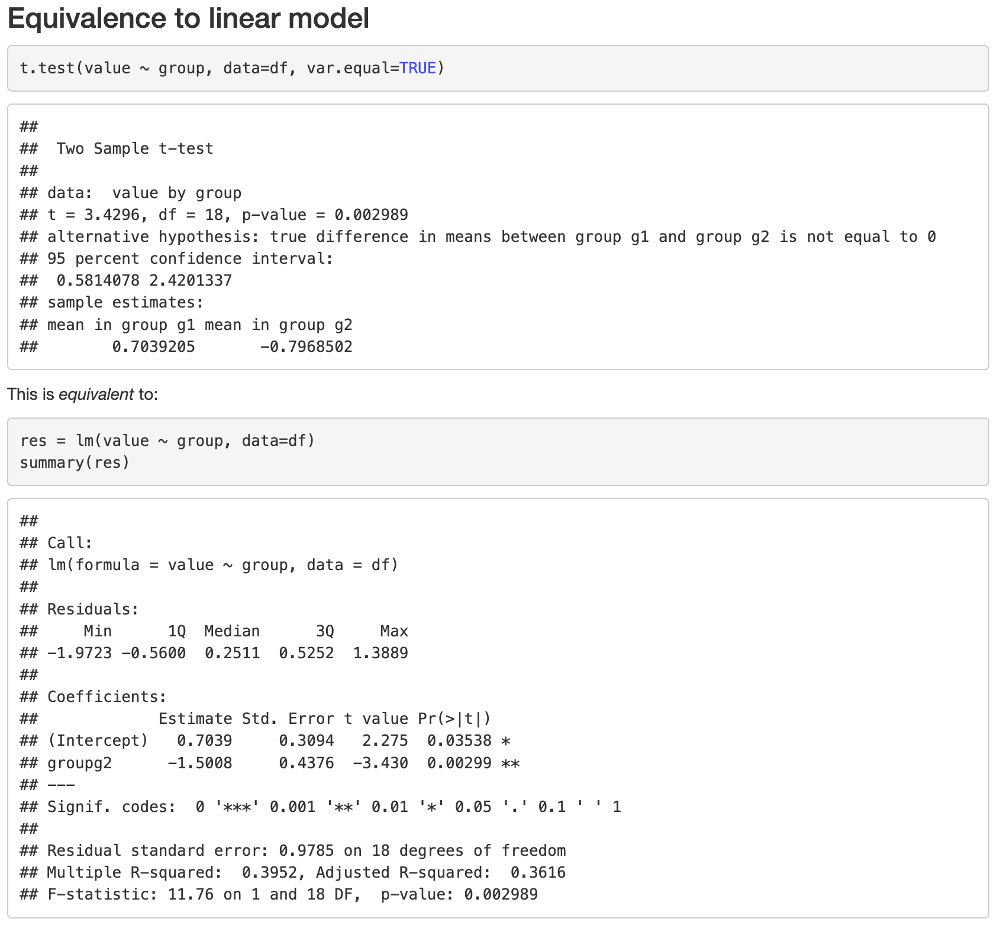 Equivalence to linear model
t.test(value ~ group, data=df, var.equal=TRUE)
##
##  Two Sample t-test
##
## data:  value by group
## t = 3.4296, df = 18, p-value = 0.002989
## alternative hypothesis: true difference in means between group g1 and group g2 is not equal to 0
## 95 percent confidence interval:
##  0.5814078 2.4201337
## sample estimates:
## mean in group g1 mean in group g2
##        0.7039205       -0.7968502
This is equivalent to:
res = lm(value ~ group, data=df)
summary(res)
##
## Call:
## lm(formula = value ~ group, data = df)
##
## Residuals:
##     Min      1Q  Median      3Q     Max
## -1.9723 -0.5600  0.2511  0.5252  1.3889
##
## Coefficients:
##             Estimate Std. Error t value Pr(>|t|)
## (Intercept)   0.7039     0.3094   2.275  0.03538 *
## groupg2      -1.5008     0.4376  -3.430  0.00299 **
## ---
## Signif. codes:  0 '***' 0.001 '**' 0.01 '*' 0.05 '.' 0.1 ' ' 1
##
## Residual standard error: 0.9785 on 18 degrees of freedom
## Multiple R-squared:  0.3952, Adjusted R-squared:  0.3616
## F-statistic: 11.76 on 1 and 18 DF,  p-value: 0.002989